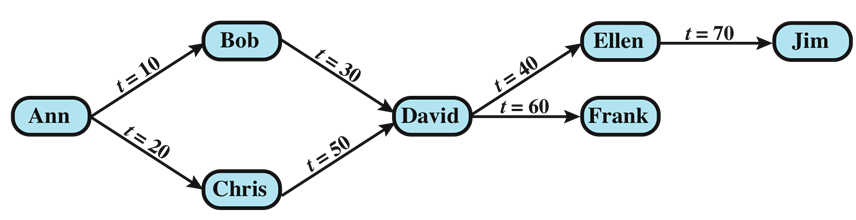 Bob
Ellen
t = 70
Jim
t = 10
t = 30
t = 40
Ann
David
t = 60
Frank
t = 20
t = 50
Chris